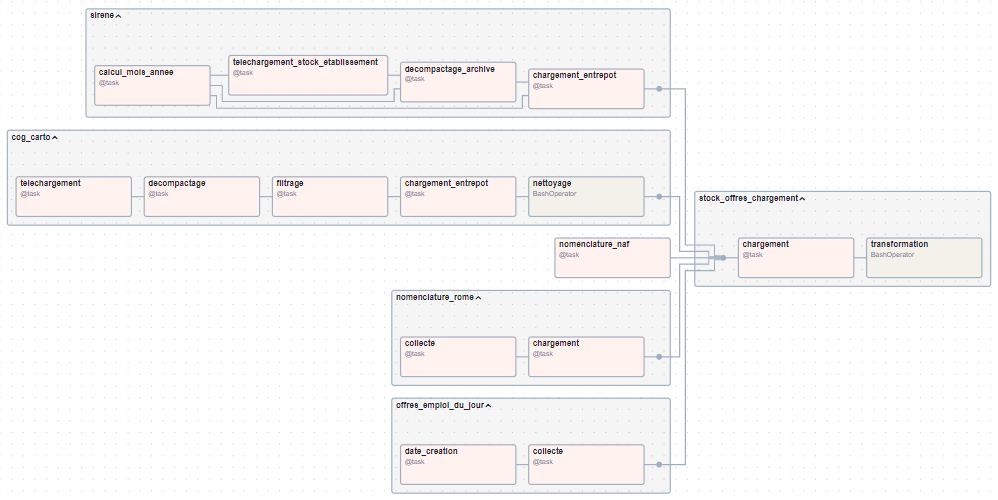 sirene
calcul_mois_annee
@task
telechargement_stock_etablissement
@task
decompactage_archive
@task
chargement_entrepot
@task
cog_carto
telechargement
@task
decompactage
@task
filtrage
@task
chargement_entrepot
@task
nettoyage
BashOperator
nomenclature_naf
@task
stock_offres_chargement
chargement
@task
transformation
BashOperator
nomenclature_rome
collecte
@task
chargement
@task
offres_emploi_du_jour
date_creation
@task
collecte
@task